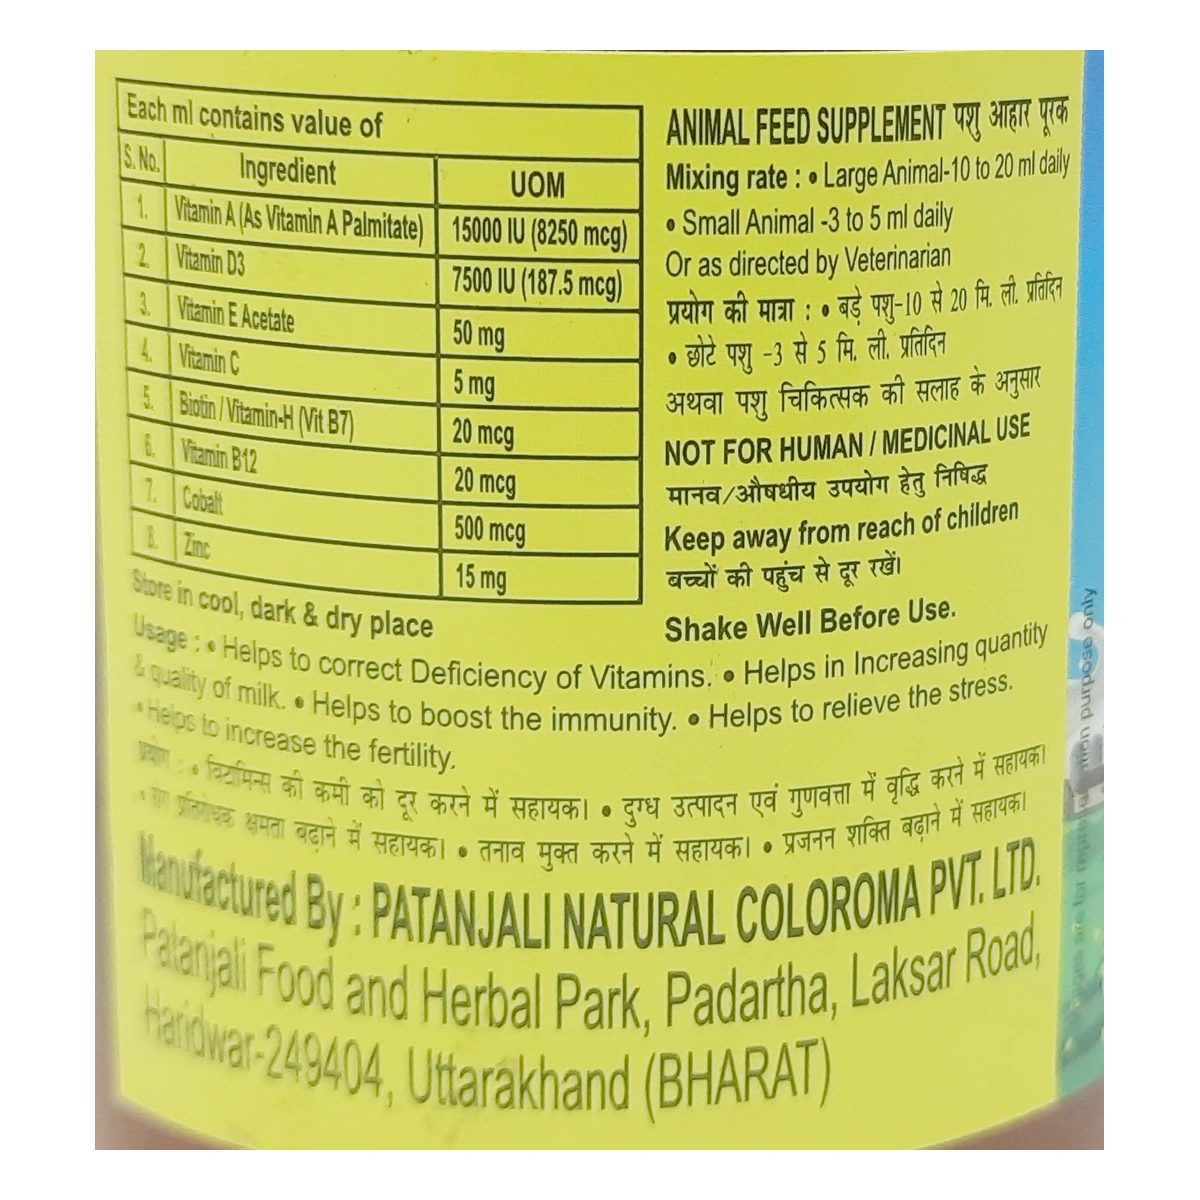 Each ml contains value of
S. No. Ingredient UOM
1. Vitamin A (As Vitamin A Palmitate) 15000 IU (8250 mcg)
2. Vitamin D3 7500 IU (187.5 mcg)
3. Vitamin E Acetate 50 mg
4. Vitamin C 5 mg
5. Biotin / Vitamin-H (Vit B7) 20 mcg
6. Vitamin B12 20 mcg
7. Cobalt 500 mcg
8. Zinc 15 mg
Store in cool, dark & dry place
ANIMAL FEED SUPPLEMENT पशु आहार पूरक
Mixing rate : • Large Animal-10 to 20 ml daily
• Small Animal -3 to 5 ml daily
Or as directed by Veterinarian
प्रयोग की मात्रा : • बड़े पशु-10 से 20 मि. ली. प्रतिदिन
• छोटे पशु -3 से 5 मि. ली. प्रतिदिन
अथवा पशु चिकित्सक की सलाह के अनुसार
NOT FOR HUMAN / MEDICINAL USE
मानव/औषधीय उपयोग हेतु निषिद्ध
Keep away from reach of children
बच्चों की पहुंच से दूर रखें।
Shake Well Before Use.
Usage : • Helps to correct Deficiency of Vitamins. • Helps in Increasing quantity
& quality of milk. • Helps to boost the immunity. • Helps to relieve the stress.
• Helps to increase the fertility.
प्रयोग : • विटामिन्स की कमी को दूर करने में सहायक। • दुग्ध उत्पादन एवं गुणवत्ता में वृद्धि करने में सहायक।
• रोग प्रतिरोधक क्षमता बढ़ाने में सहायक। • तनाव मुक्त करने में सहायक। • प्रजनन शक्ति बढ़ाने में सहायक।
Manufactured By : PATANJALI NATURAL COLOROMA PVT. LTD.
Patanjali Food and Herbal Park, Padartha, Laksar Road,
Haridwar-249404, Uttarakhand (BHARAT)
are for purpose only